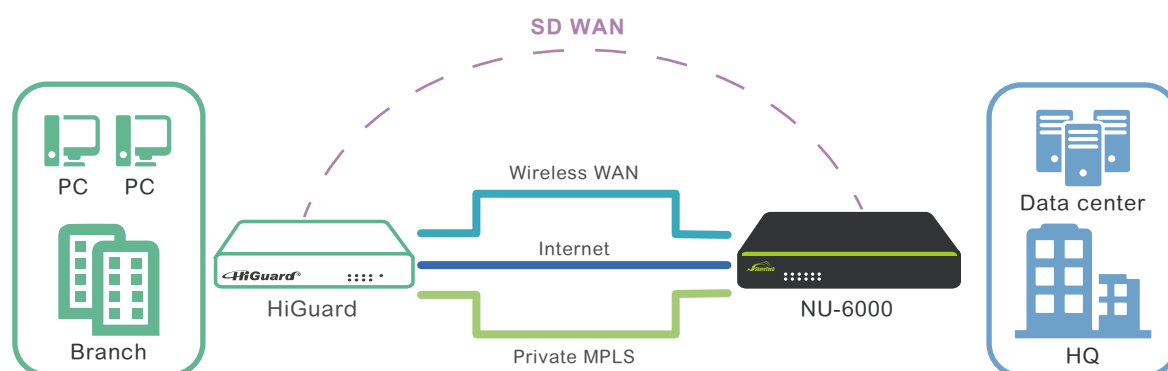 SD WAN
PC PC
Branch
HiGuard®
HiGuard
Wireless WAN
Internet
Private MPLS
NU-6000
Data center
HQ